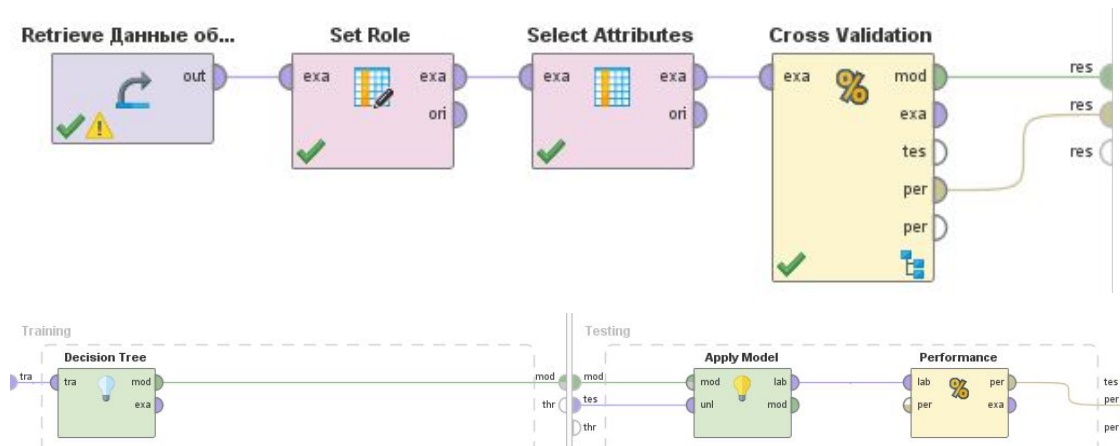 Retrieve Данные об...
Set Role
Select Attributes
Cross Validation
out
exa
exa
ori
exa
exa
ori
exa
mod
exa
tes
per
per
res
res
res
Training
Testing
Decision Tree
Apply Model
Performance
tra
tra
mod
exa
mod
thr
mod
tes
thr
mod
unl
lab
mod
lab
per
per
exa
tes
per
per